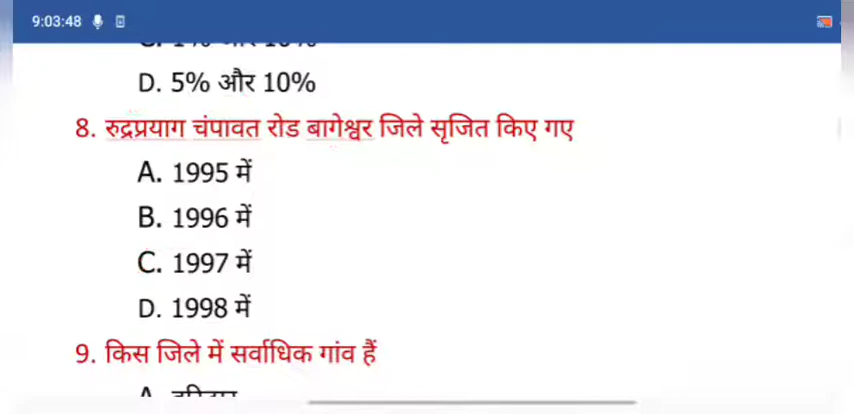 9:03:48
D. 5% और 10%
8. रुद्रप्रयाग चंपावत रोड बागेश्वर जिले सृजित किए गए
A. 1995 में
B. 1996 में
C. 1997 में
D. 1998 में
9. किस जिले में सर्वाधिक गांव हैं